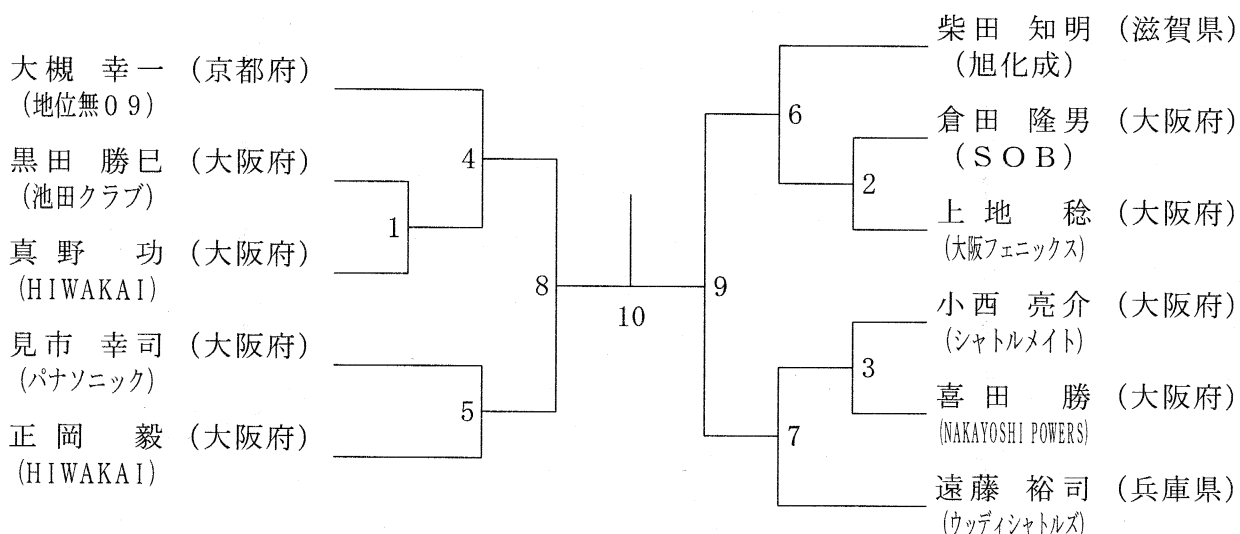 大槻 幸一 (京都府)
(地位無09)
黒田 勝巳 (大阪府)
(池田クラブ)
真野 功 (大阪府)
(HIWAKAI)
見市 幸司 (大阪府)
(パナソニック)
正岡 毅 (大阪府)
(HIWAKAI)
4
1
8
5
10
9
6
2
3
7
柴田 知明 (滋賀県)
(旭化成)
倉田 隆男 (大阪府)
(SOB)
上地 稔 (大阪府)
(大阪フェニックス)
小西 亮介 (大阪府)
(シャトルメイト)
喜田 勝 (大阪府)
(NAKAYOSHI POWERS)
遠藤 裕司 (兵庫県)
(ウッディシャトルズ)